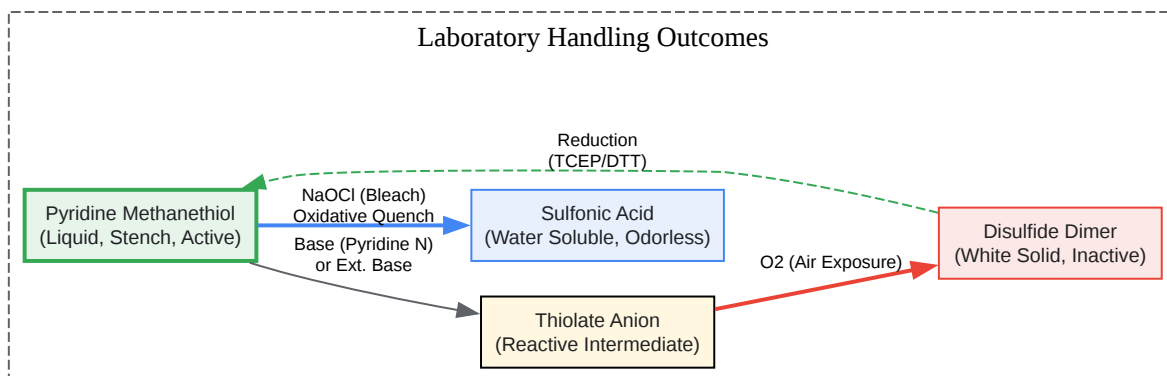 Laboratory Handling Outcomes
Reduction
(TCEP/DTT)
Pyridine Methanethiol
(Liquid, Stench, Active)
NaOCl (Bleach)
Oxidative Quench
Sulfonic Acid
(Water Soluble, Odorless)
Disulfide Dimer
(White Solid, Inactive)
Base (Pyridine N)
or Ext. Base
O2 (Air Exposure)
Thiolate Anion
(Reactive Intermediate)